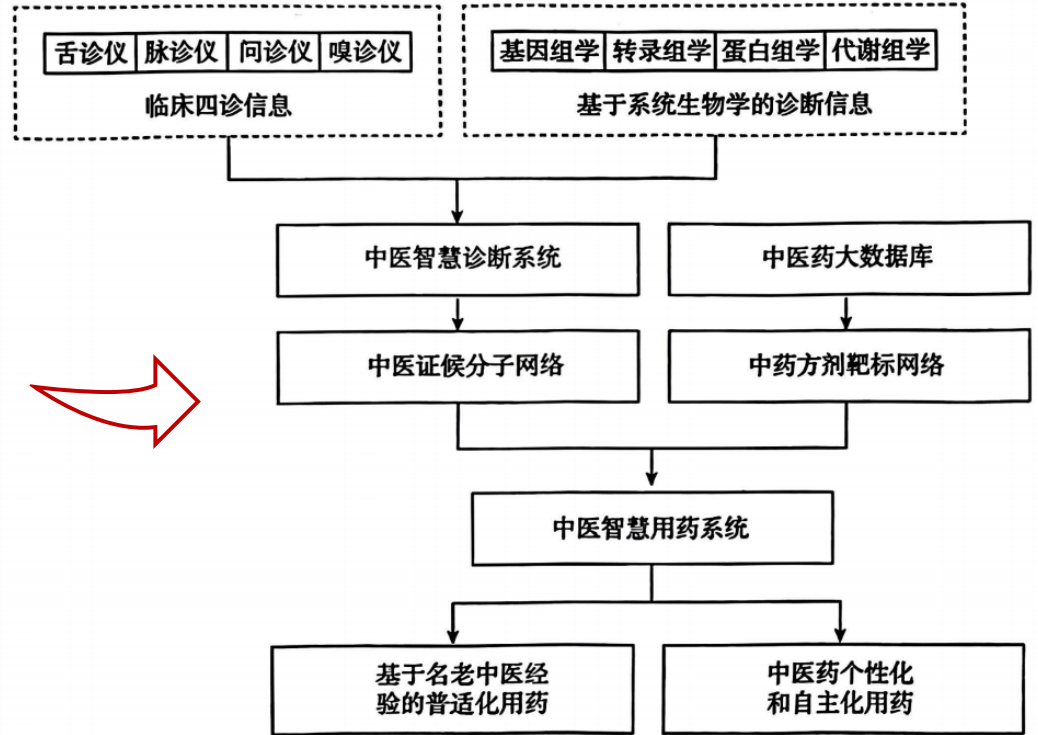 舌诊仪 脉诊仪 问诊仪 嗅诊仪
临床四诊信息
基因组学 转录组学 蛋白组学 代谢组学
基于系统生物学的诊断信息
中医智慧诊断系统
中医药大数据库
中医证候分子网络
中药方剂靶标网络
中医智慧用药系统
基于名老中医经
验的普适化用药
中医药个性化
和自主化用药